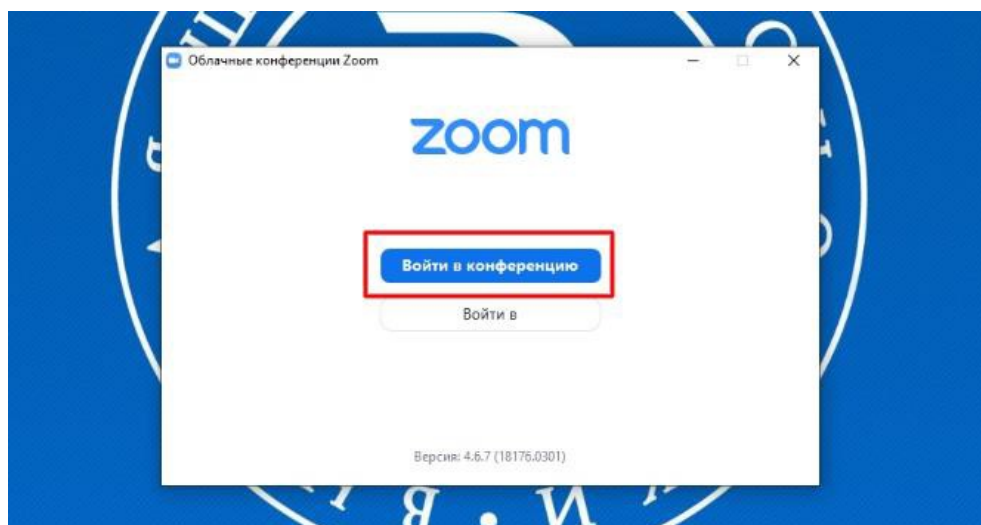 Облачные конференции Zoom
zoom
Войти в конференцию
Войти в
Версия: 4.6.7 (18176.0301)